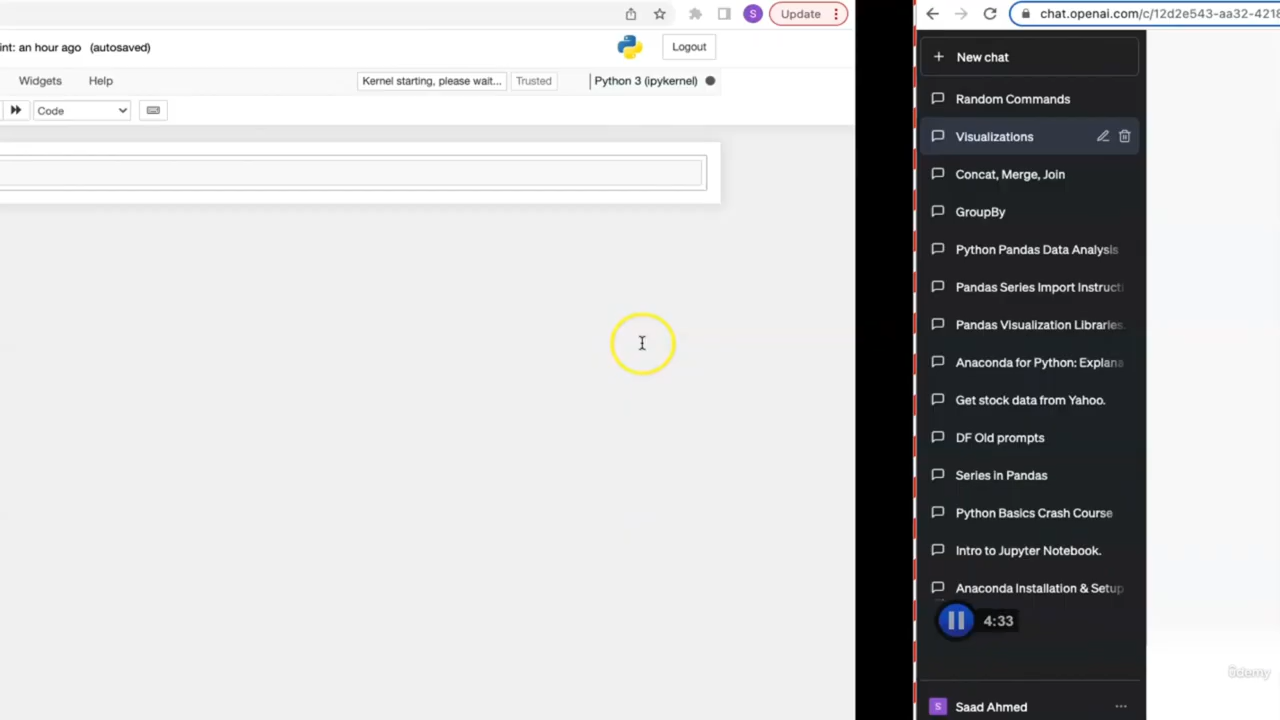 S
Update
int: an hour ago (autosaved)
Logout
Widgets
Help
Kernel starting, please wait...
Trusted
Python 3 (ipykernel)
Code
chat.openai.com/c/12d2e543-aa32-4218
New chat
Random Commands
Visualizations
Concat, Merge, Join
GroupBy
Python Pandas Data Analysis
Pandas Series Import Instructi
Pandas Visualization Libraries.
Anaconda for Python: Explana
Get stock data from Yahoo.
DF Old prompts
Series in Pandas
Python Basics Crash Course
Intro to Jupyter Notebook.
Anaconda Installation & Setup
4:33
S
Saad Ahmed